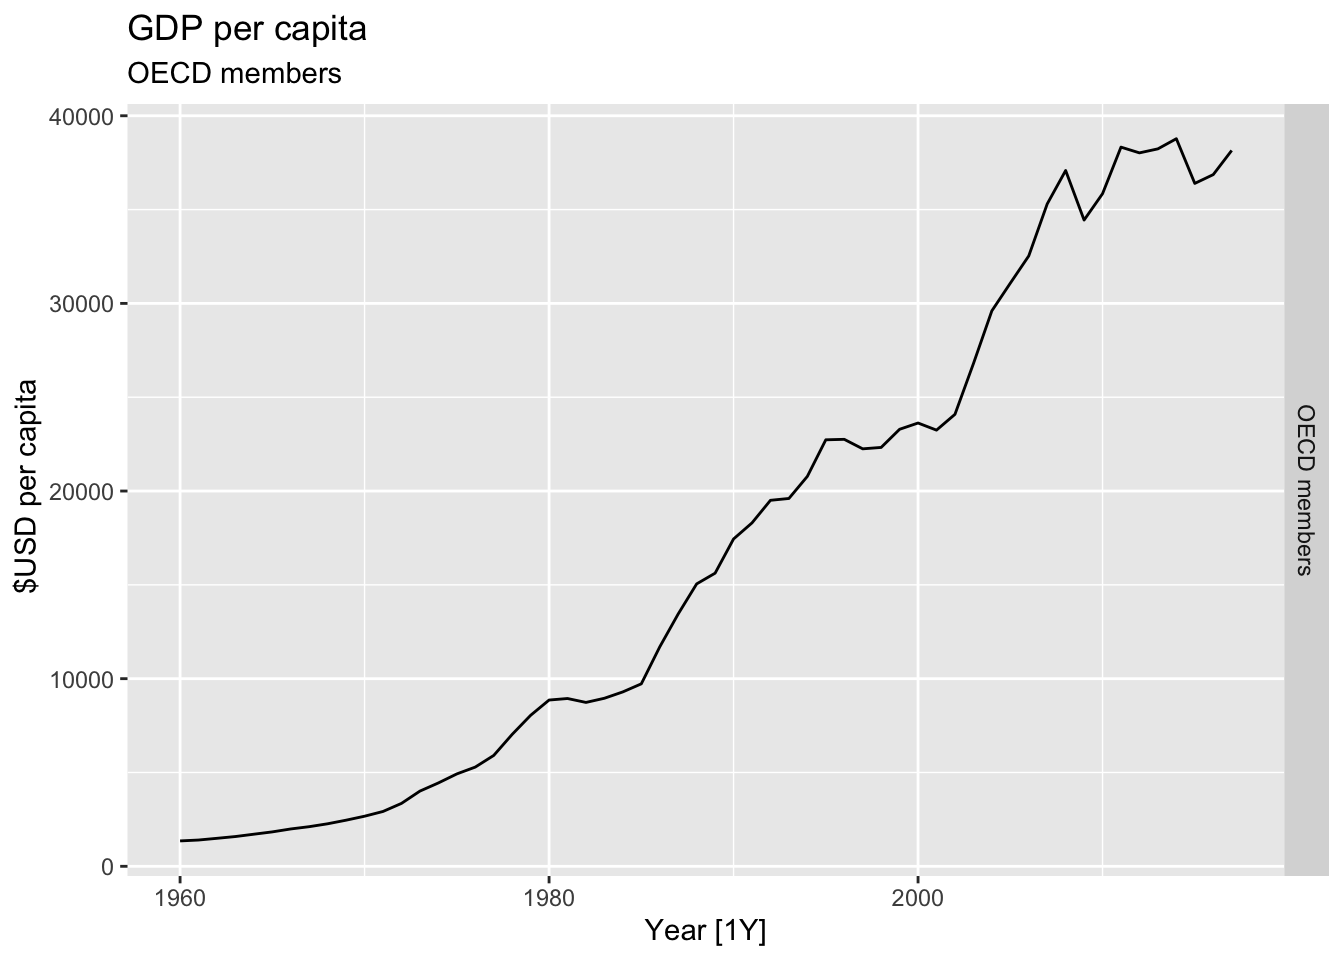 GDP per capita
OECD members
40000
30000
20000
10000
0
$USD per capita
1960
1980
2000
Year [1Y]
OECD members